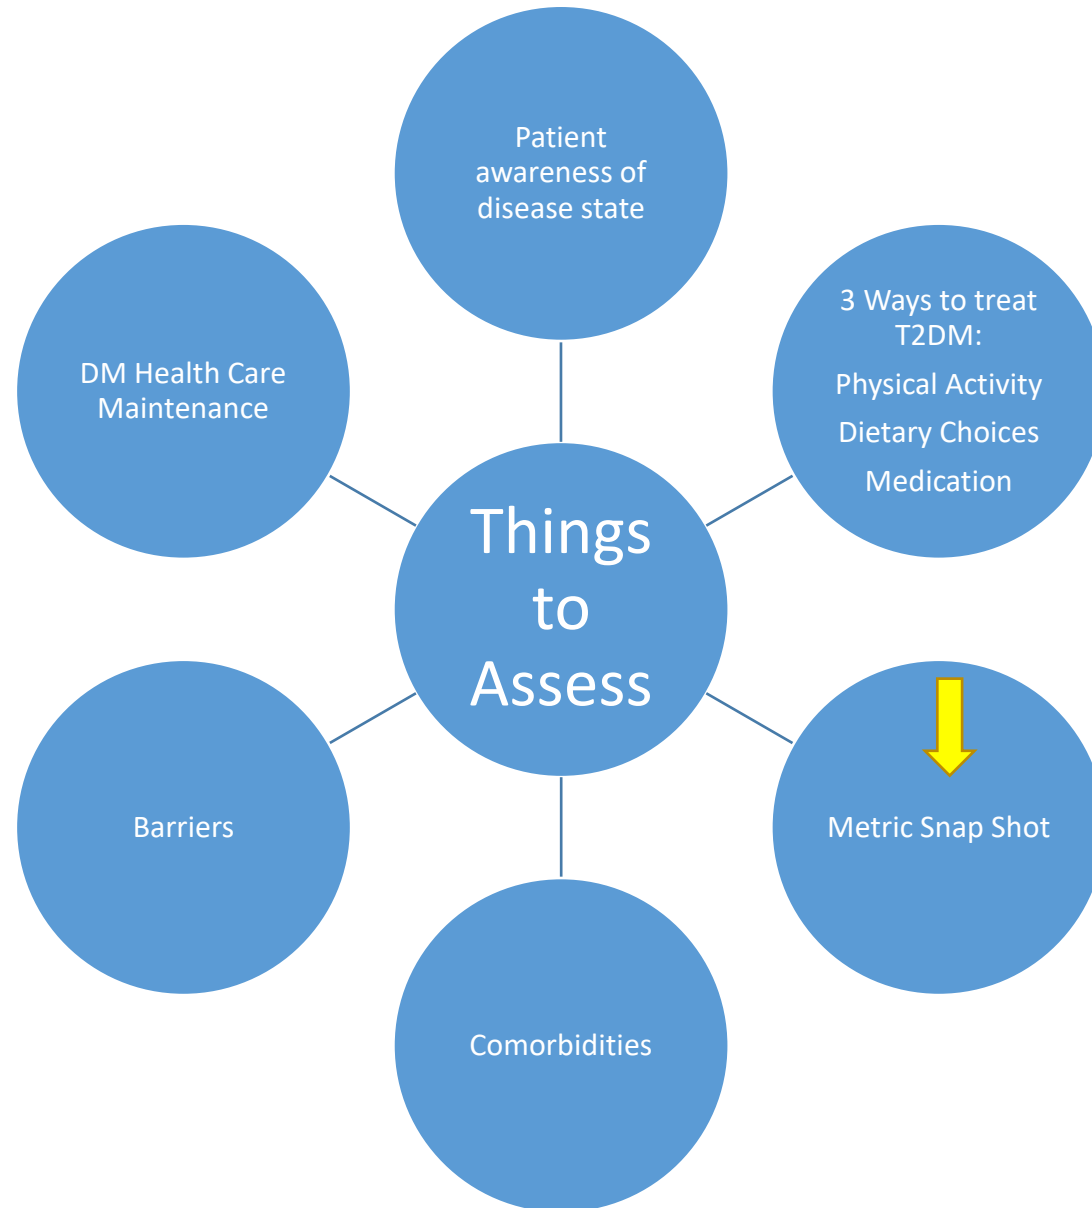 Patient
awareness of
disease state
3 Ways to treat
T2DM:
Physical Activity
Dietary Choices
Medication
Metric Snap Shot
Comorbidities
Barriers
DM Health Care
Maintenance
Things
to
Assess